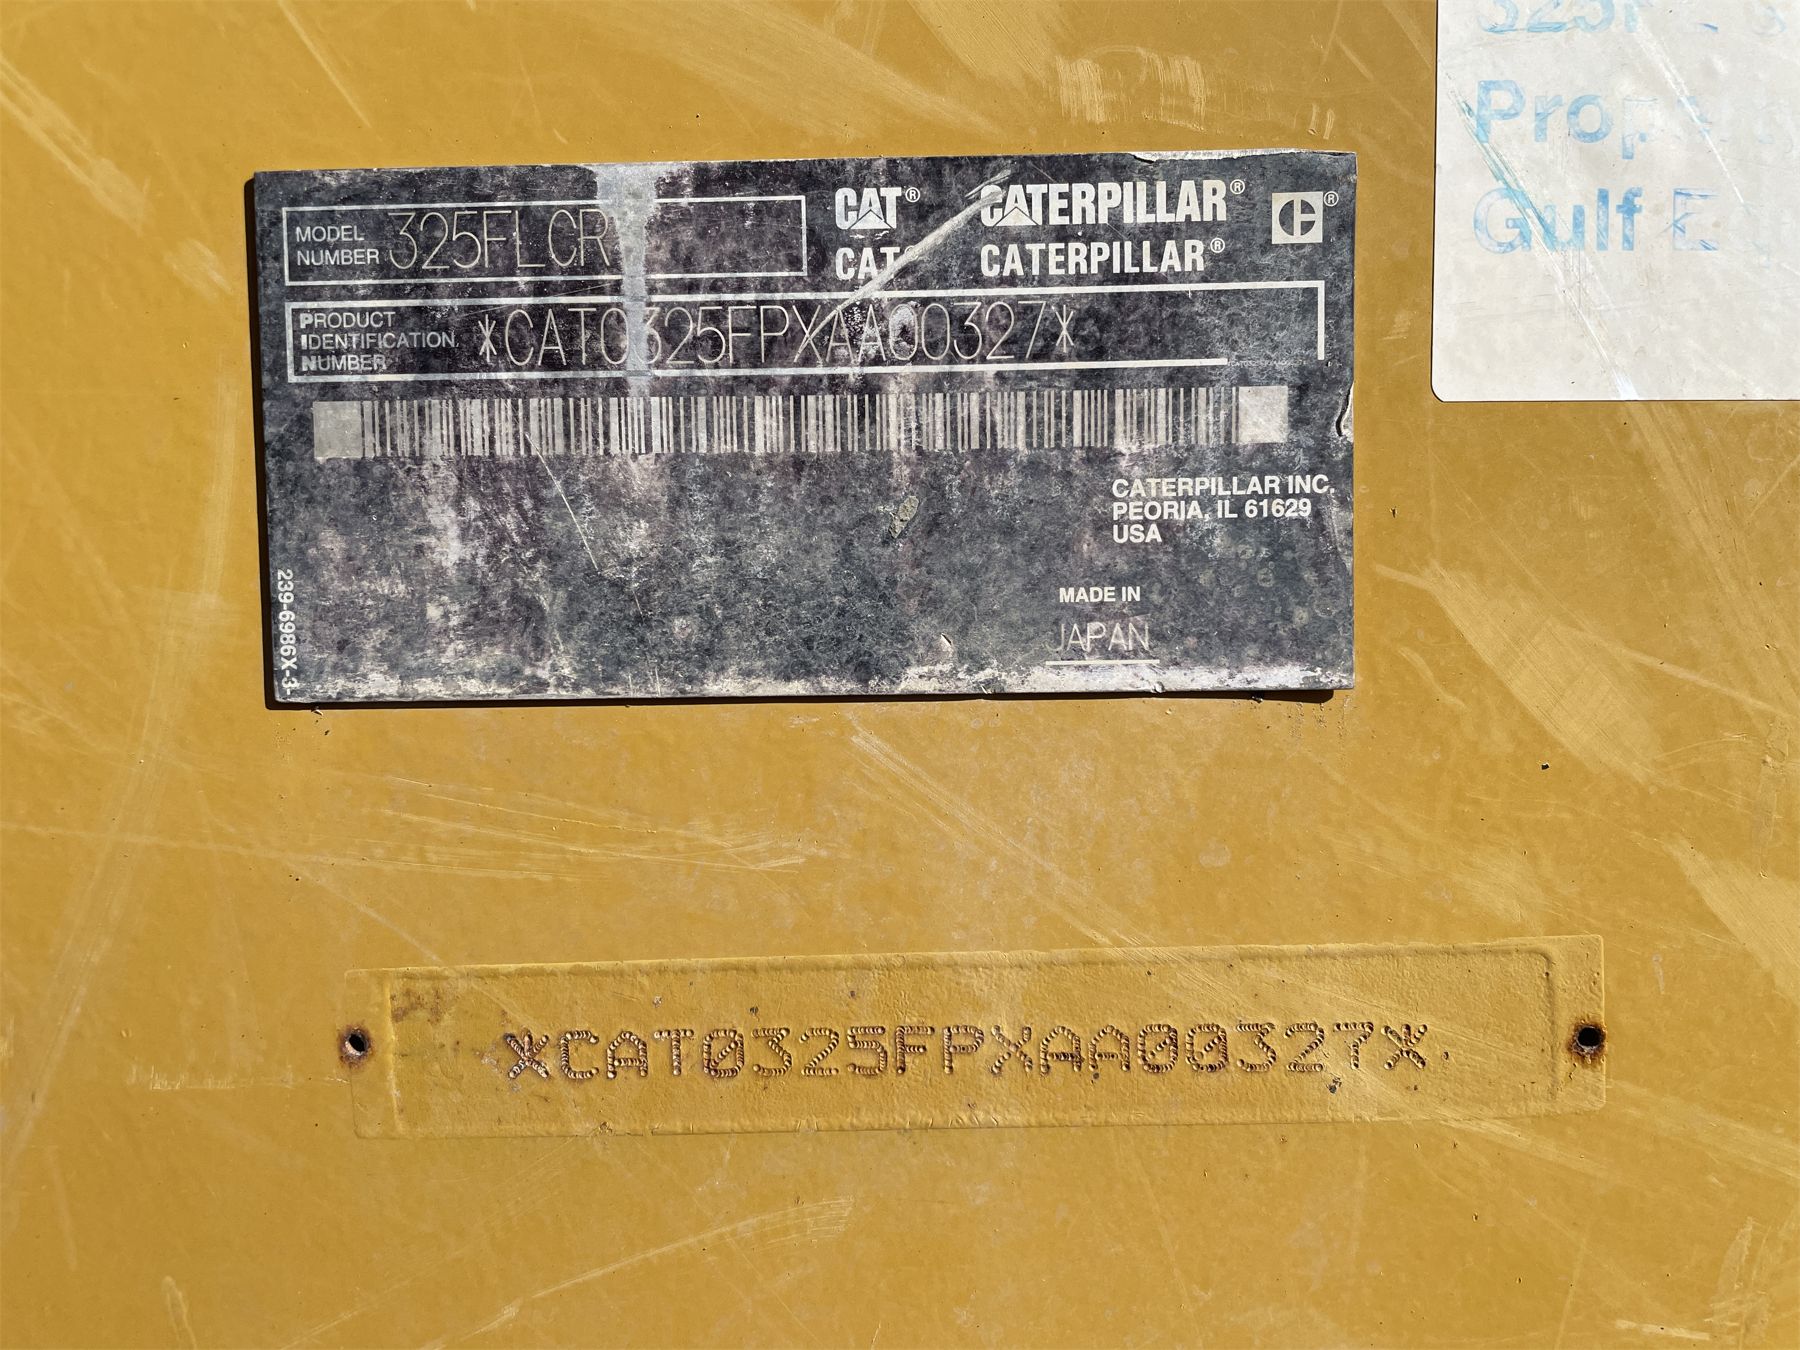 MODEL
NUMBER 325FLCR
CAT® CATERPILLAR® ®
CAT CATERPILLAR®
PRODUCT
IDENTIFICATION
NUMBER
*CAT0325FPXAA00327*
CATERPILLAR INC.
PEORIA, IL 61629
USA
MADE IN
JAPAN
239-6986X-3
Gulf
*CAT0325FPXAA00327*